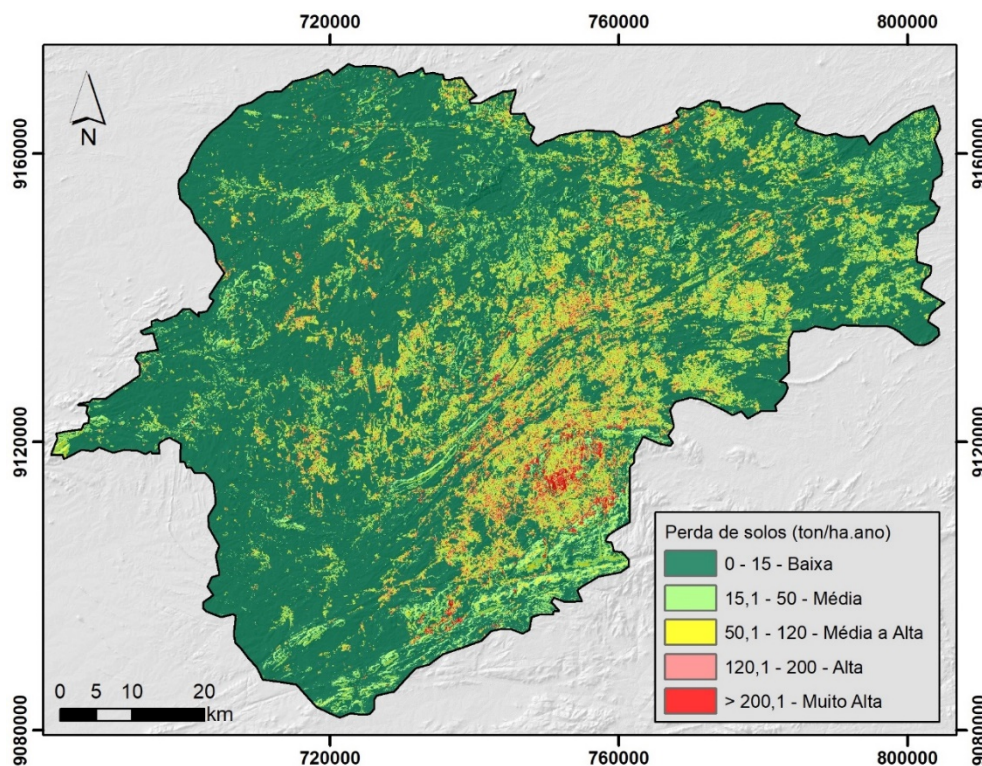 720000 760000 800000
N
9160000 9160000
9120000 9120000
Perda de solos (ton/ha.ano)
0 - 15 - Baixa
15,1 - 50 - Média
50,1 - 120 - Média a Alta
120,1 - 200 - Alta
> 200,1 - Muito Alta
0 5 10 20
km
9080000 9080000
720000 760000 800000